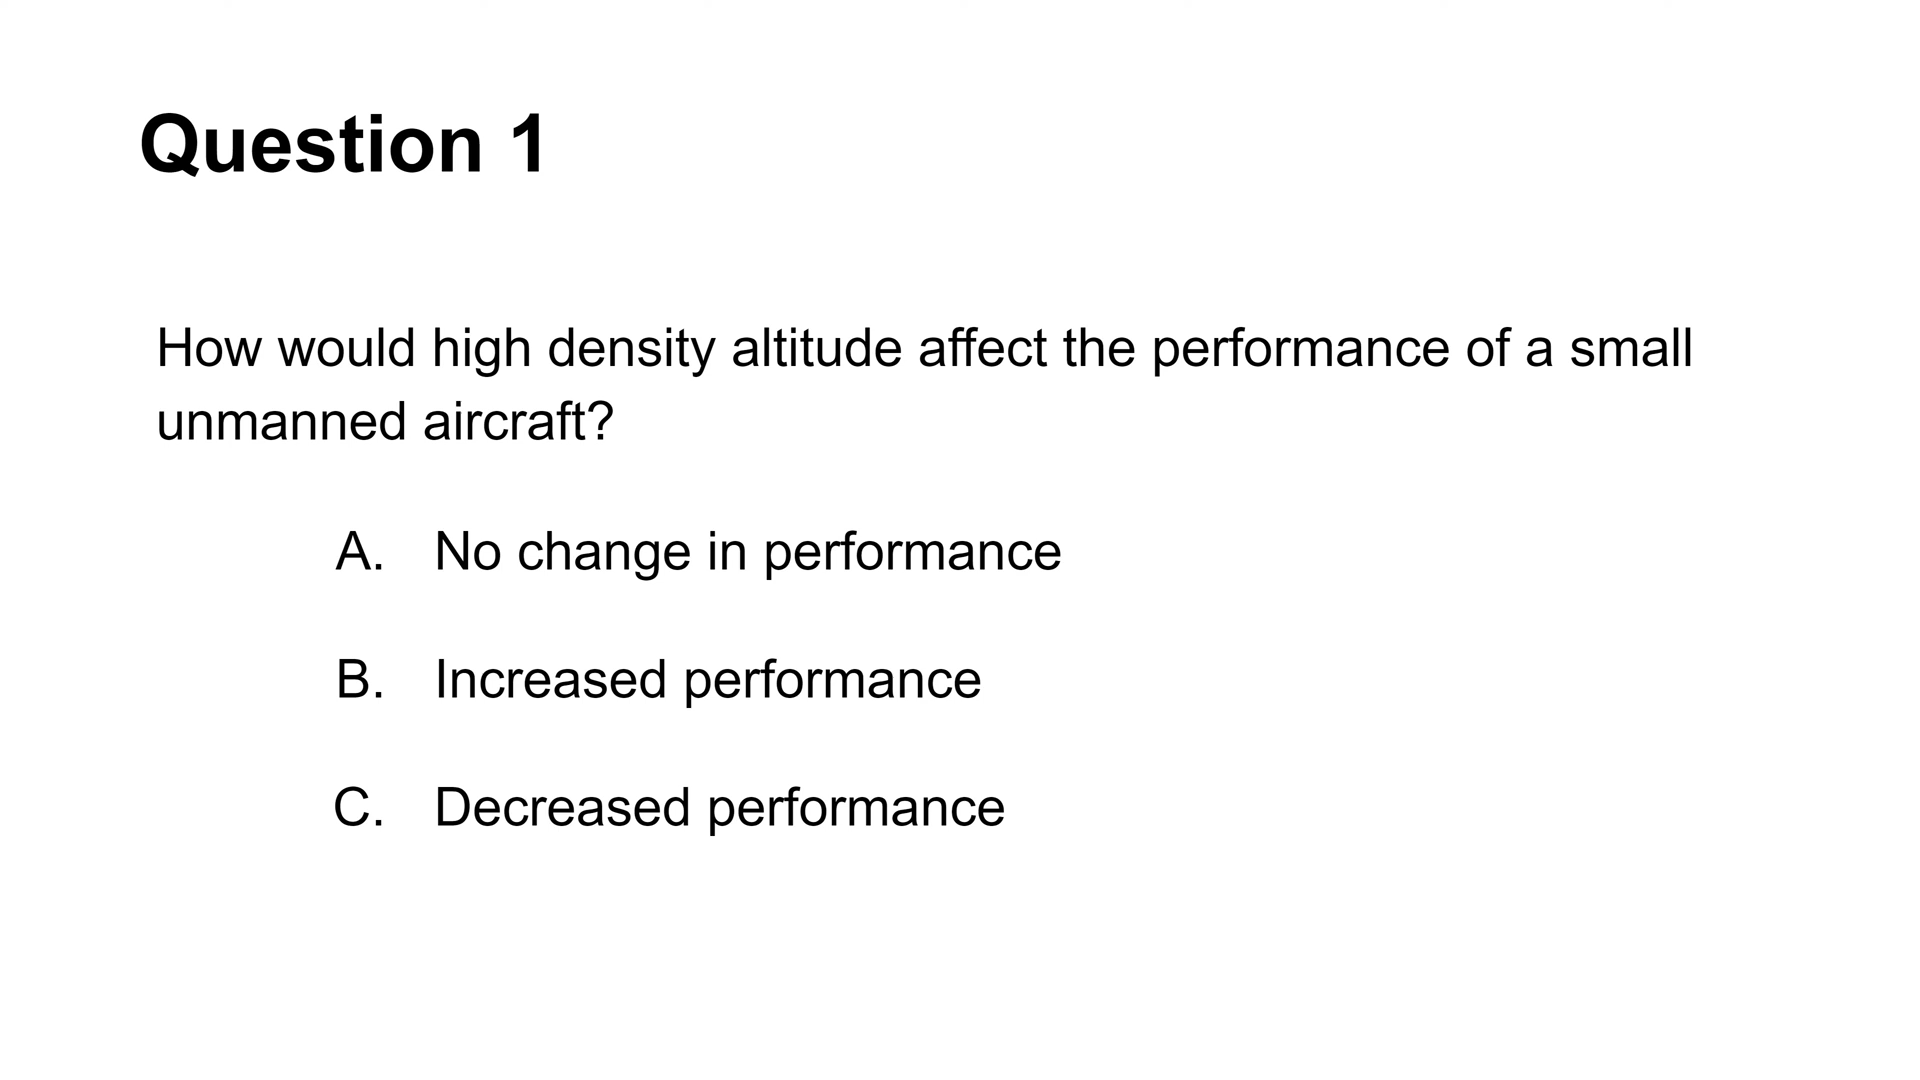 Question 1
How would high density altitude affect the performance of a small
unmanned aircraft?
A. No change in performance
B. Increased performance
C. Decreased performance